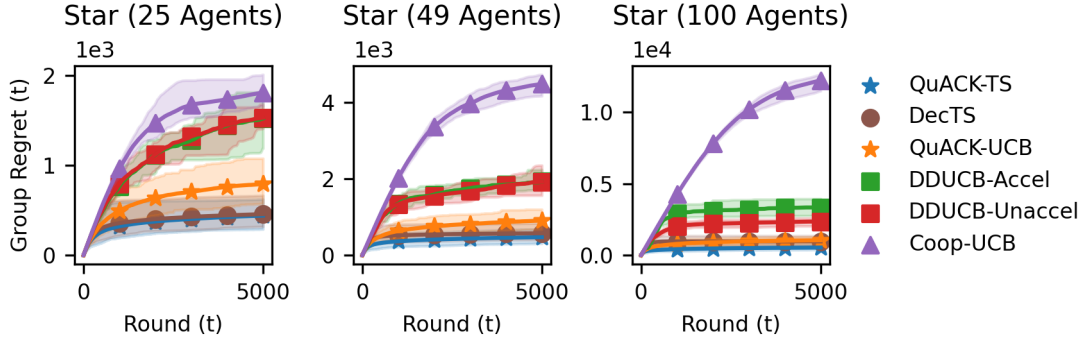 Star (25 Agents)
Star (49 Agents)
Star (100 Agents)
1e3
1e3
1e4
Group Regret (t)
2
1
0
4
2
0
1.0
0.5
0.0
0
5000
0
5000
0
5000
Round (t)
Round (t)
Round (t)
QuACK-TS
DecTS
QuACK-UCB
DDUCB-Accel
DDUCB-Unaccel
Coop-UCB